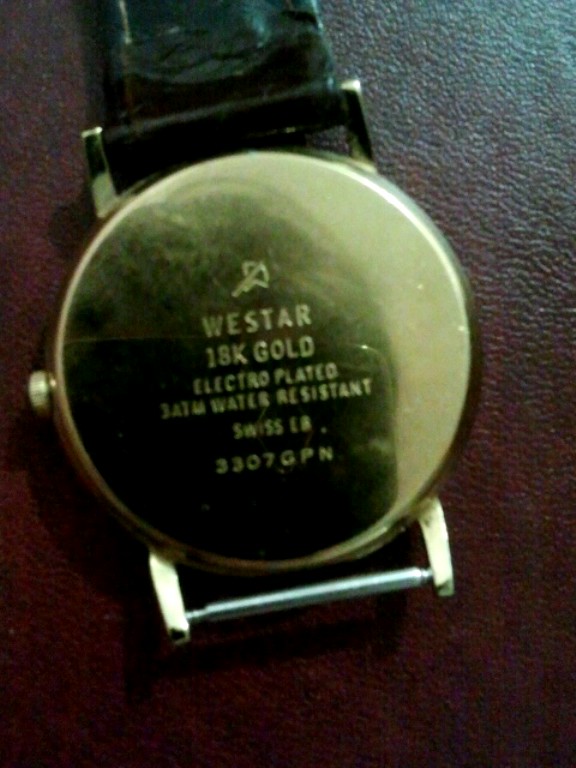 WESTAR
18K GOLD
ELECTRO PLATED
3ATM WATER RESISTANT
SWISS EB
3307GPN